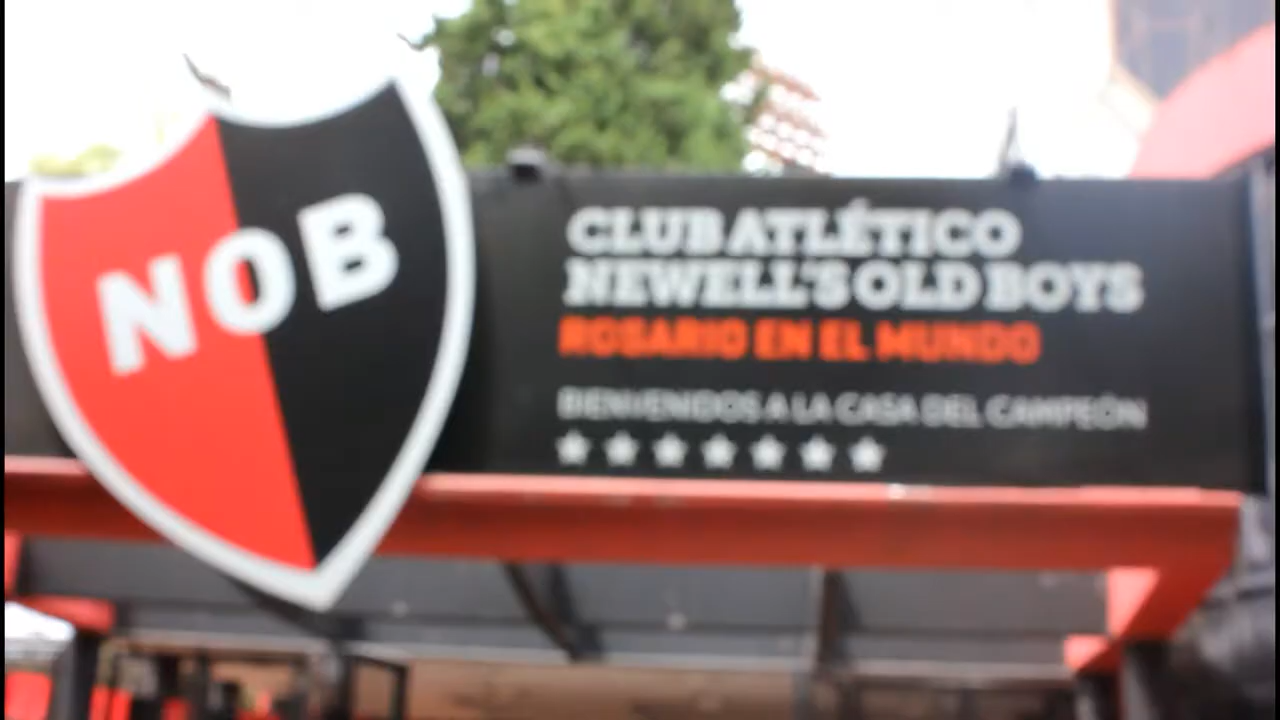 NOB
CLUB ATLÉTICO
NEWELL'S OLD BOYS
ROSARIO EN EL MUNDO
BIENVENIDOS A LA CASA DEL CAMPEÓN